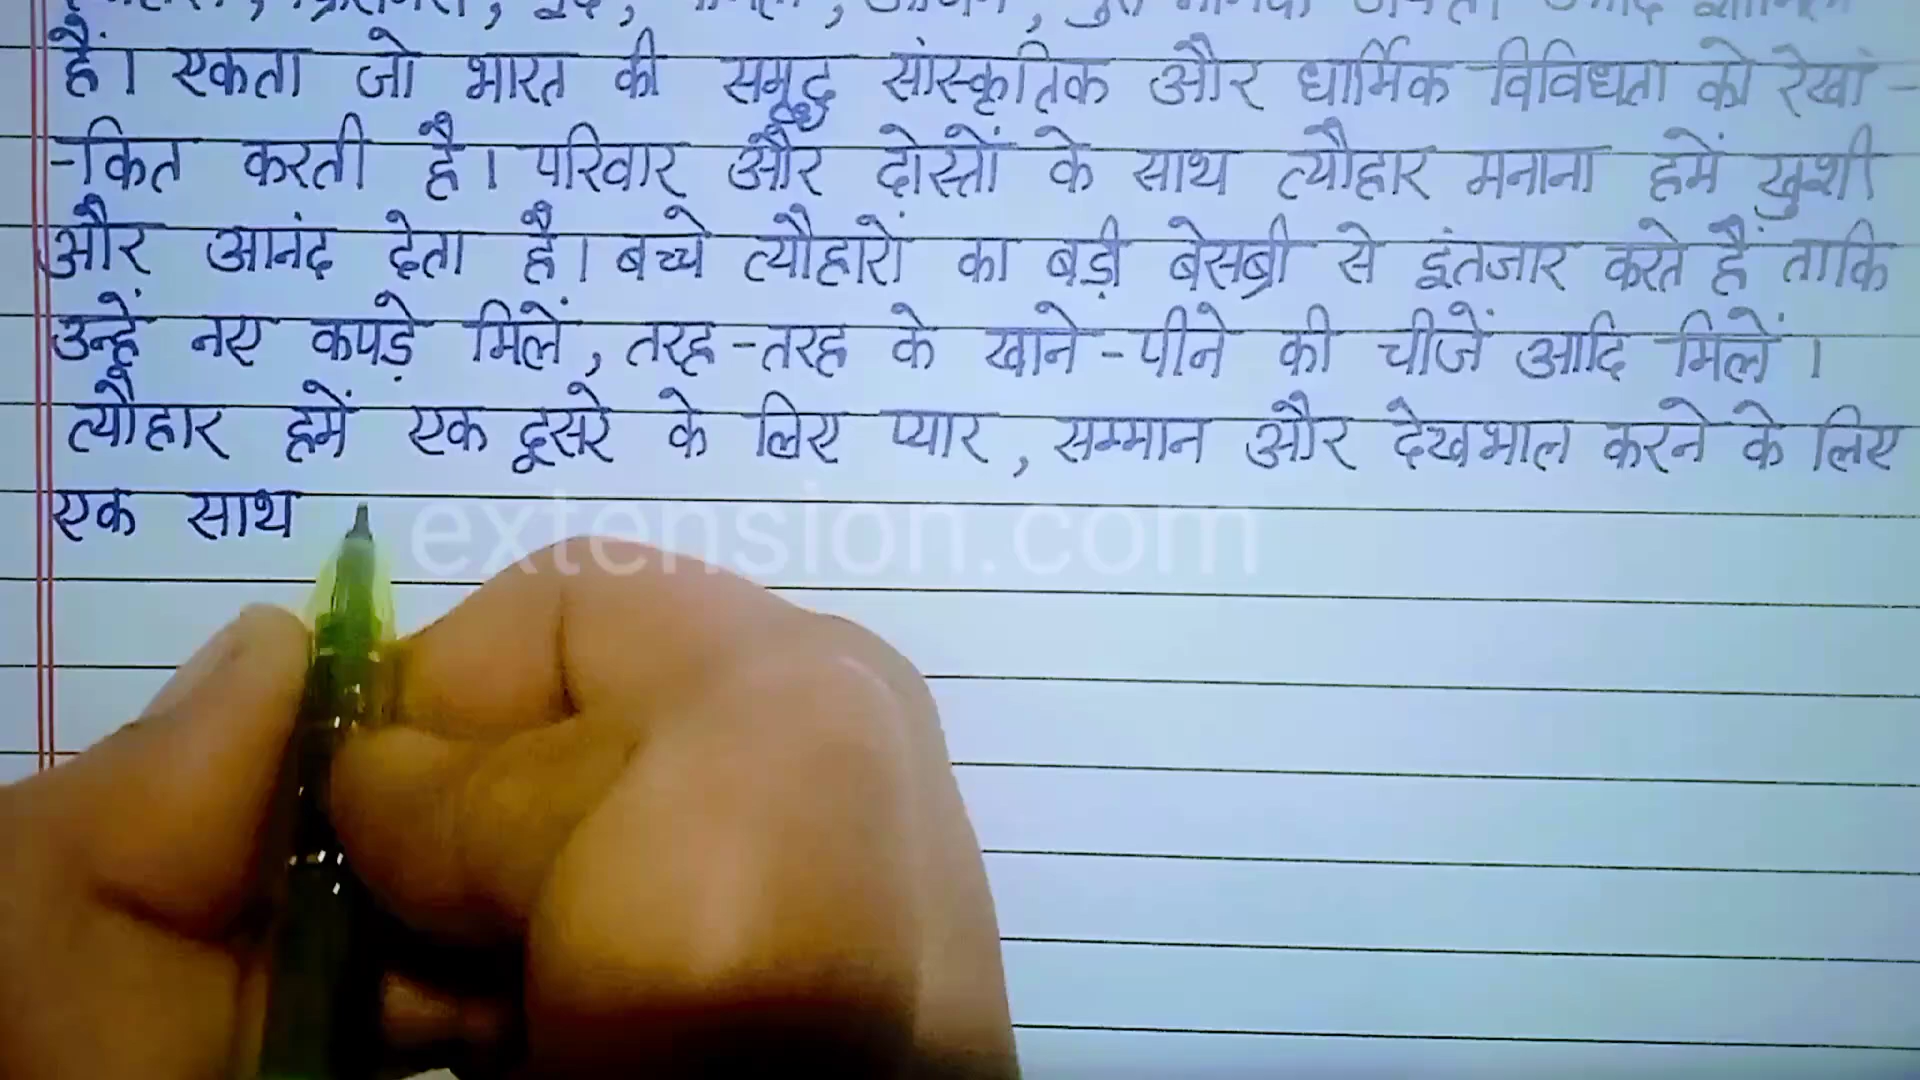 हैं। एकता जो भारत की समृद्ध सांस्कृतिक और धार्मिक विविधता को रेखां-
-कित करती है। परिवार और दोस्तों के साथ त्यौहार मनाना हमें खुशी
और आनंद देता है। बच्चे त्यौहारों का बड़ी बेसब्री से इंतजार करते हैं ताकि
उन्हें नए कपड़े मिलें, तरह-तरह के खाने-पीने की चीजें आदि मिलें।
त्यौहार हमें एक दूसरे के लिए प्यार, सम्मान और देखभाल करने के लिए
एक साथ
extension.com